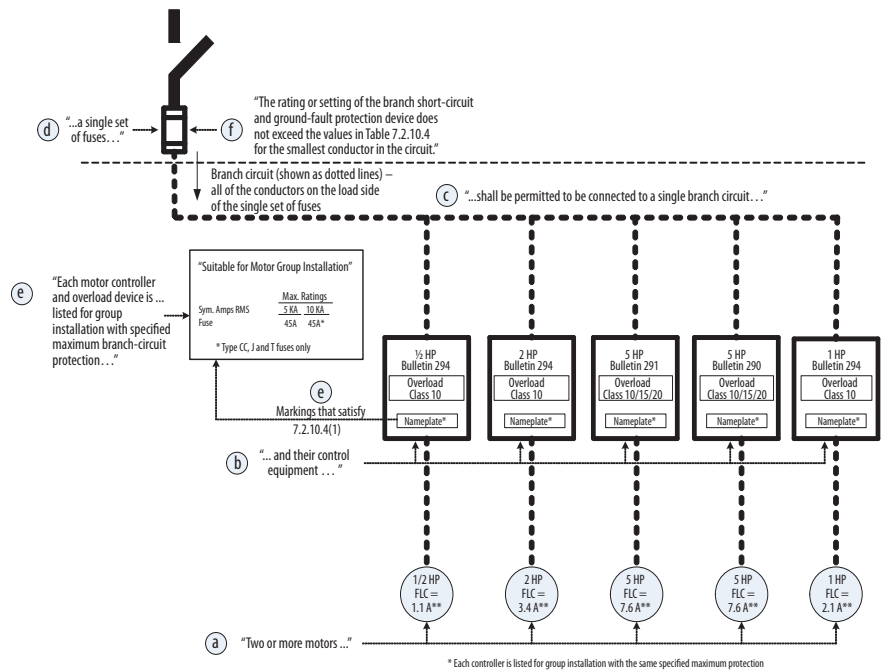 "The rating or setting of the branch short-circuit
and ground-fault protection device does
not exceed the values in Table 7.2.10.4
for the smallest conductor in the circuit."
d
"...a single set
of fuses…"
f
Branch circuit (shown as dotted lines) –
all of the conductors on the load side
of the single set of fuses
c
"...shall be permitted to be connected to a single branch circuit…"
e
"Each motor controller
and overload device is ...
listed for group
installation with specified
maximum branch-circuit
protection…"
"Suitable for Motor Group Installation"
Max. Ratings
Sym. Amps RMS 5 KA 10 KA
Fuse 45A 45A*
* Type CC, J and T fuses only
½ HP
Bulletin 294
Overload
Class 10
Nameplate*
2 HP
Bulletin 294
Overload
Class 10
Nameplate*
5 HP
Bulletin 291
Overload
Class 10/15/20
Nameplate*
5 HP
Bulletin 290
Overload
Class 10/15/20
Nameplate*
1 HP
Bulletin 294
Overload
Class 10
Nameplate*
e
Markings that satisfy
7.2.10.4(1)
b
"... and their control
equipment … "
1/2 HP
FLC =
1.1 A**
2 HP
FLC =
3.4 A**
5 HP
FLC =
7.6 A**
5 HP
FLC =
7.6 A**
1 HP
FLC =
2.1 A**
a
"Two or more motors ..."
* Each controller is listed for group installation with the same specified maximum protection